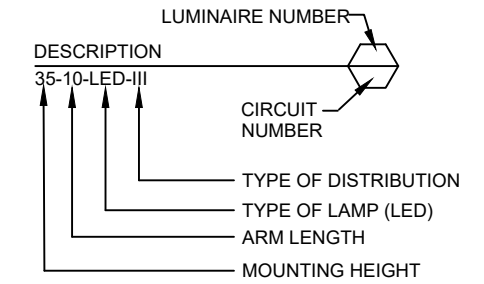 LUMINAIRE NUMBER
DESCRIPTION
35-10-LED-III
CIRCUIT
NUMBER
TYPE OF DISTRIBUTION
TYPE OF LAMP (LED)
ARM LENGTH
MOUNTING HEIGHT